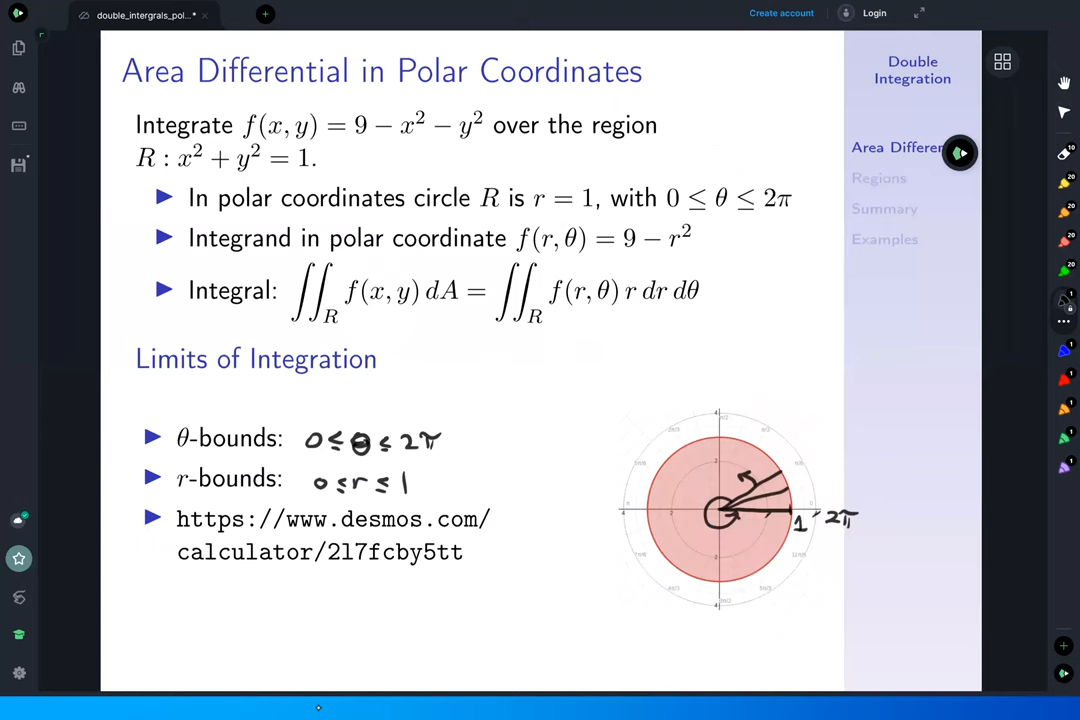 double_intergrals_pol...*
Create account
Login
Area Differential in Polar Coordinates
Integrate f(x, y) = 9 − x² − y² over the region
R : x² + y² = 1.
In polar coordinates circle R is r = 1, with 0 ≤ θ ≤ 2π
Integrand in polar coordinate f(r, θ) = 9 − r²
Integral: ∬_R f(x, y) dA = ∬_R f(r, θ) r dr dθ
Limits of Integration
θ-bounds: 0 ≤ θ ≤ 2π
r-bounds: 0 ≤ r ≤ 1
https://www.desmos.com/
calculator/2l7fcby5tt
1
2π
Double
Integration
Area Differen
Regions
Summary
Examples